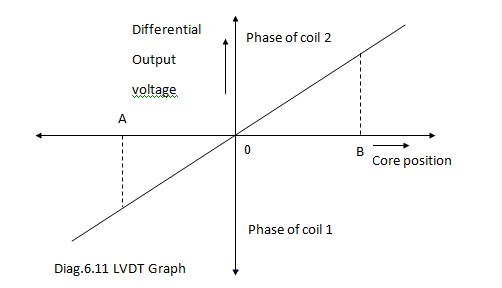 Differential
Output
voltage
Phase of coil 2
A
0
B
Core position
Phase of coil 1
Diag.6.11 LVDT Graph